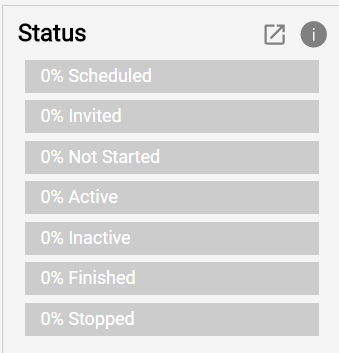 Status
0% Scheduled
0% Invited
0% Not Started
0% Active
0% Inactive
0% Finished
0% Stopped